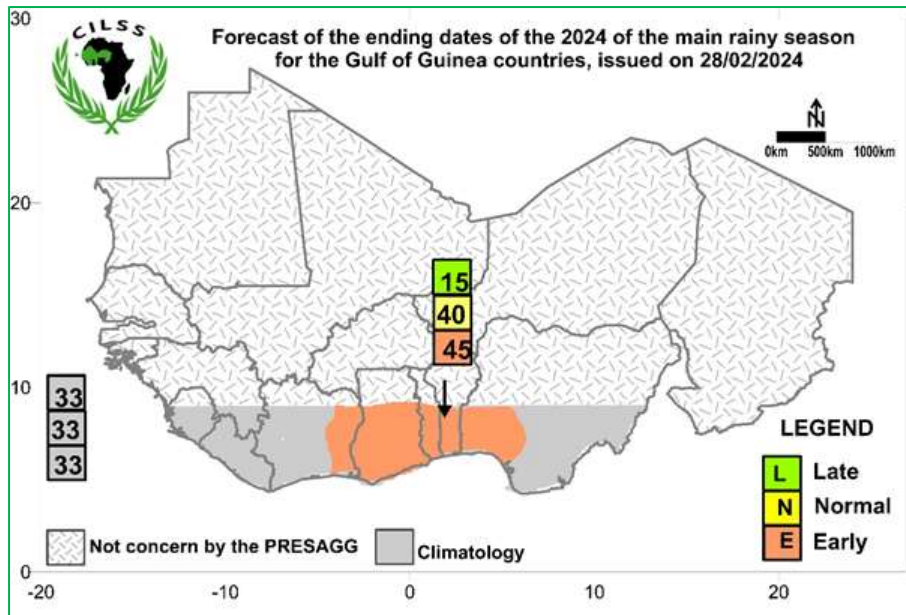 30
CILSS
Forecast of the ending dates of the 2024 of the main rainy season
for the Gulf of Guinea countries, issued on 28/02/2024
N
0km 500km 1000km
20
15
40
45
10
33
33
33
LEGEND
L Late
N Normal
E Early
Not concern by the PRESAGG
Climatology
0
-20 -10 0 10 20